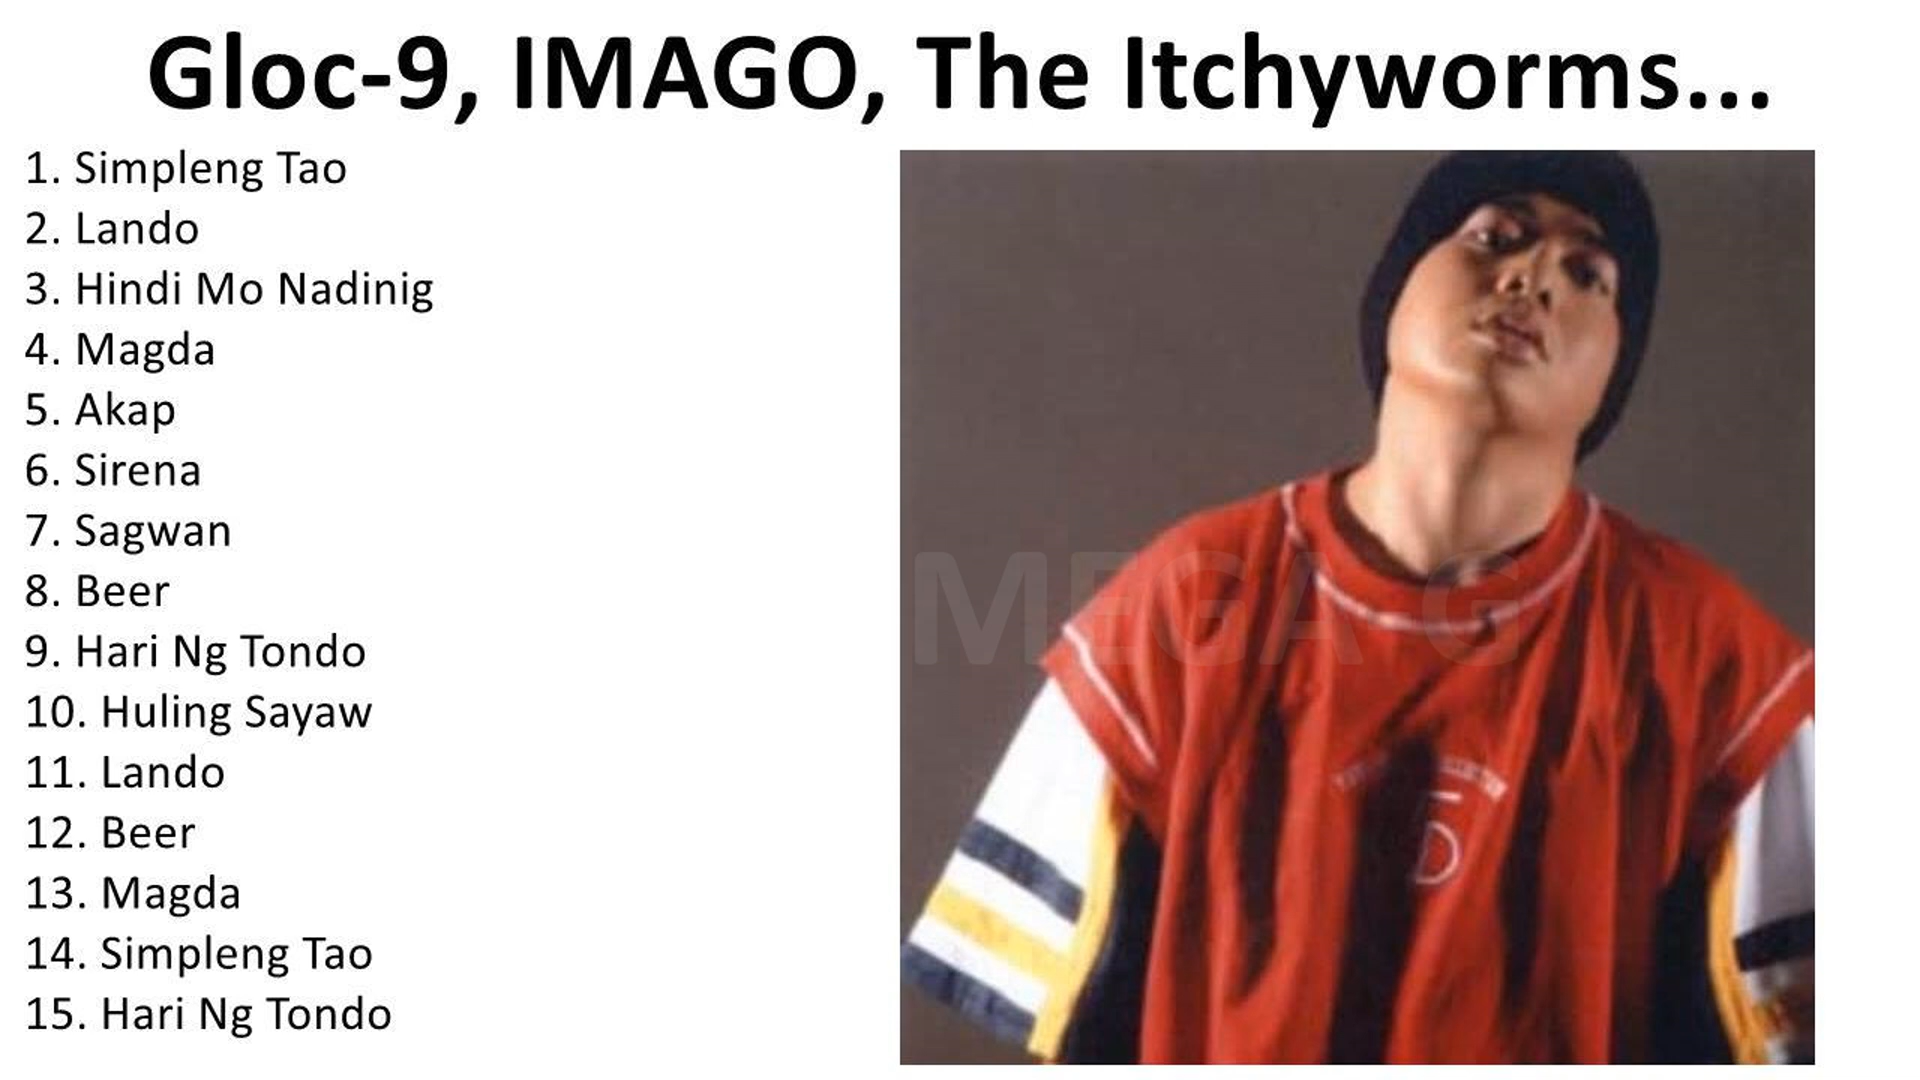 Gloc-9, IMAGO, The Itchyworms...
1. Simpleng Tao
2. Lando
3. Hindi Mo Nadinig
4. Magda
5. Akap
6. Sirena
7. Sagwan
8. Beer
9. Hari Ng Tondo
10. Huling Sayaw
11. Lando
12. Beer
13. Magda
14. Simpleng Tao
15. Hari Ng Tondo
MEGA-G
5